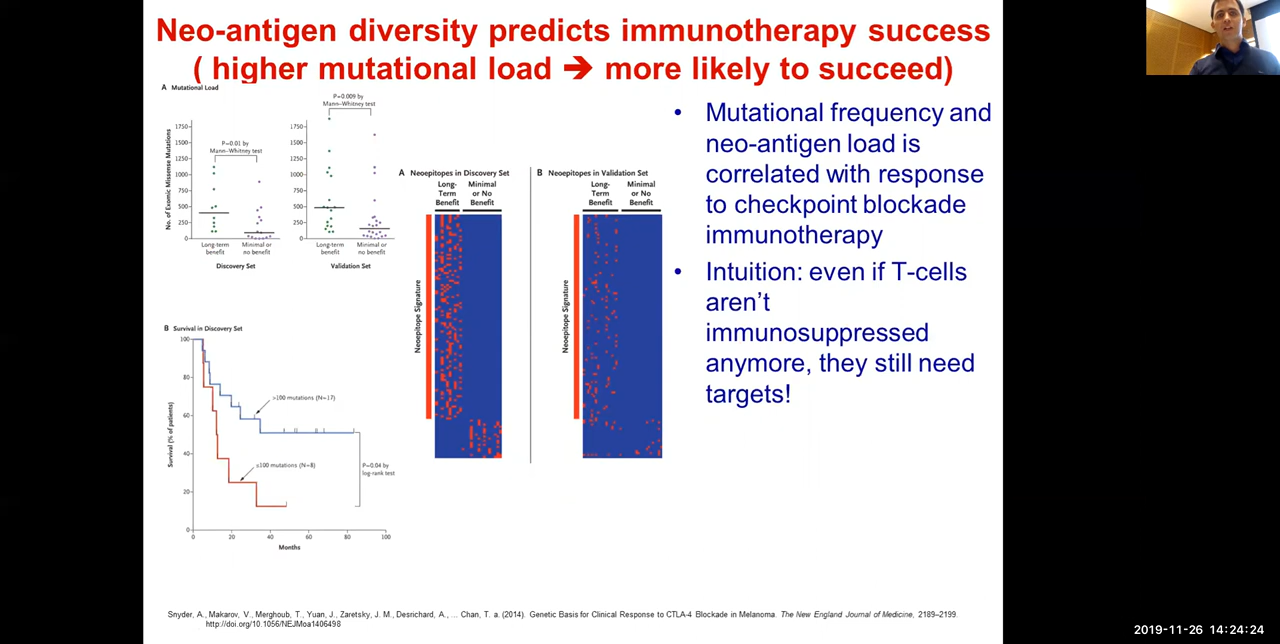 Neo-antigen diversity predicts immunotherapy success
( higher mutational load ➔ more likely to succeed)
A Mutational Load
P=0.01 by
Mann–Whitney test
P=0.009 by
Mann–Whitney test
No. of Exomic Missense Mutations
1750
1500
1250
1000
750
500
250
0
Long-term
benefit
Minimal or
no benefit
Discovery Set
1750
1500
1250
1000
750
500
250
0
Long-term
benefit
Minimal or
no benefit
Validation Set
B Survival in Discovery Set
Survival (% of patients)
100
80
60
40
20
0
>100 mutations (N=17)
≤100 mutations (N=8)
P=0.04 by
log-rank test
0 20 40 60 80 100
Months
A Neoepitopes in Discovery Set
Long-
Term
Benefit
Minimal
or No
Benefit
Neoepitope Signature
B Neoepitopes in Validation Set
Long-
Term
Benefit
Minimal
or No
Benefit
Neoepitope Signature
• Mutational frequency and
neo-antigen load is
correlated with response
to checkpoint blockade
immunotherapy
• Intuition: even if T-cells
aren’t
immunosuppressed
anymore, they still need
targets!
Snyder, A., Makarov, V., Merghoub, T., Yuan, J., Zaretsky, J. M., Desrichard, A., ... Chan, T. a. (2014). Genetic Basis for Clinical Response to CTLA-4 Blockade in Melanoma. The New England Journal of Medicine, 2189–2199.
http://doi.org/10.1056/NEJMoa1406498
2019-11-26 14:24:24